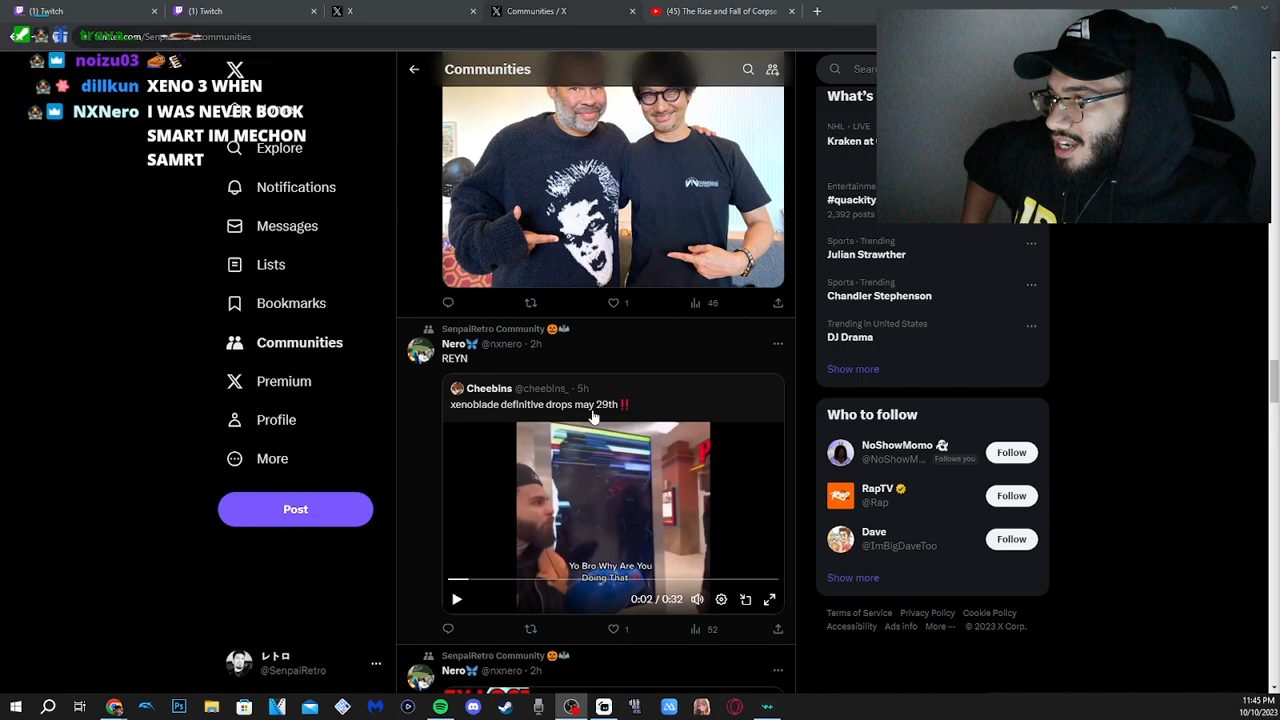 (1) Twitch
(1) Twitch
X
Communities / X
(45) The Rise and Fall of Corpse
communities
trova
noizu03
dillkun XENO 3 WHEN
NXNero I WAS NEVER BOOK
SMART IM MECHON
SAMRT
Explore
Notifications
Messages
Lists
Bookmarks
Communities
Premium
Profile
More
Post
レトロ
@SenpaiRetro
Communities
1
46
SenpaiRetro Community
Nero @nxnero · 2h
REYN
Cheebins @cheebins_ · 5h
xenoblade definitive drops may 29th‼️
Yo Bro Why Are You
Doing That
0:02 / 0:32
1
52
SenpaiRetro Community
Nero @nxnero · 2h
What's
NHL · LIVE
Kraken at
Entertainme
#quackity
2,392 posts
Sports · Trending
Julian Strawther
Sports · Trending
Chandler Stephenson
Trending in United States
DJ Drama
Show more
Who to follow
NoShowMomo
@NoShowM... Follows you
Follow
RapTV
@Rap
Follow
Dave
@ImBigDaveToo
Follow
Show more
Terms of Service Privacy Policy Cookie Policy
Accessibility Ads info More ··· © 2023 X Corp.
11:45 PM
10/10/2023